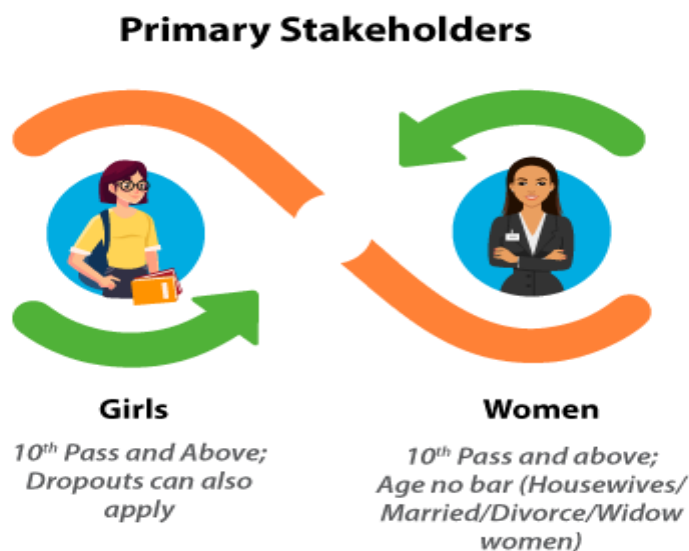 Primary Stakeholders
Girls
10th Pass and Above;
Dropouts can also
apply
Women
10th Pass and above;
Age no bar (Housewives/
Married/Divorce/Widow
women)